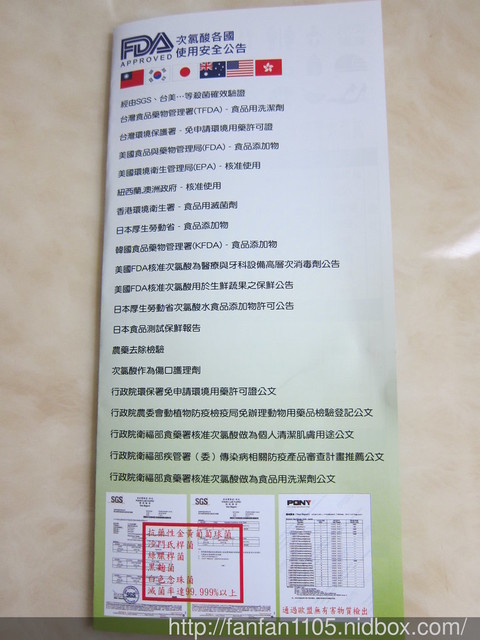 FDA
APPROVED
次氯酸各國
使用安全公告
經由SGS、台美…等殺菌確效驗證
台灣食品藥物管理署(TFDA)－食品用洗潔劑
台灣環境保護署、免申請環境用藥許可證
美國食品與藥物管理局(FDA)－食品添加物
美國環境衛生管理局(EPA)－核准使用
紐西蘭,澳洲政府－核准使用
香港環境衛生署－食品用滅菌劑
日本厚生勞動省－食品添加物
韓國食品藥物管理署(KFDA)－食品添加物
美國FDA核准次氯酸為醫療與牙科設備高層次消毒劑公告
美國FDA核准次氯酸用於生鮮蔬果之保鮮公告
日本厚生勞動省次氯酸水食品添加物許可公告
日本食品測試保鮮報告
農藥去除檢驗
次氯酸作為傷口護理劑
行政院環保署免申請環境用藥許可證公文
行政院農委會動植物防疫檢疫局免辦理動物用藥品檢驗登記公文
行政院衛福部食藥署核准次氯酸做為個人清潔肌膚用途公文
行政院衛福部疾管署（委）傳染病相關防疫產品審查計畫推薦公文
行政院衛福部食藥署核准次氯酸做為食品用洗潔劑公文
SGS
SGS
PONY
抗藥性金黃葡萄球菌
沙門氏桿菌
綠膿桿菌
黑麴菌
白色念珠菌
滅菌率達99.999%以上
SGS
通過歐盟無有害物質檢出
http://fanfan1105.nidbox.com